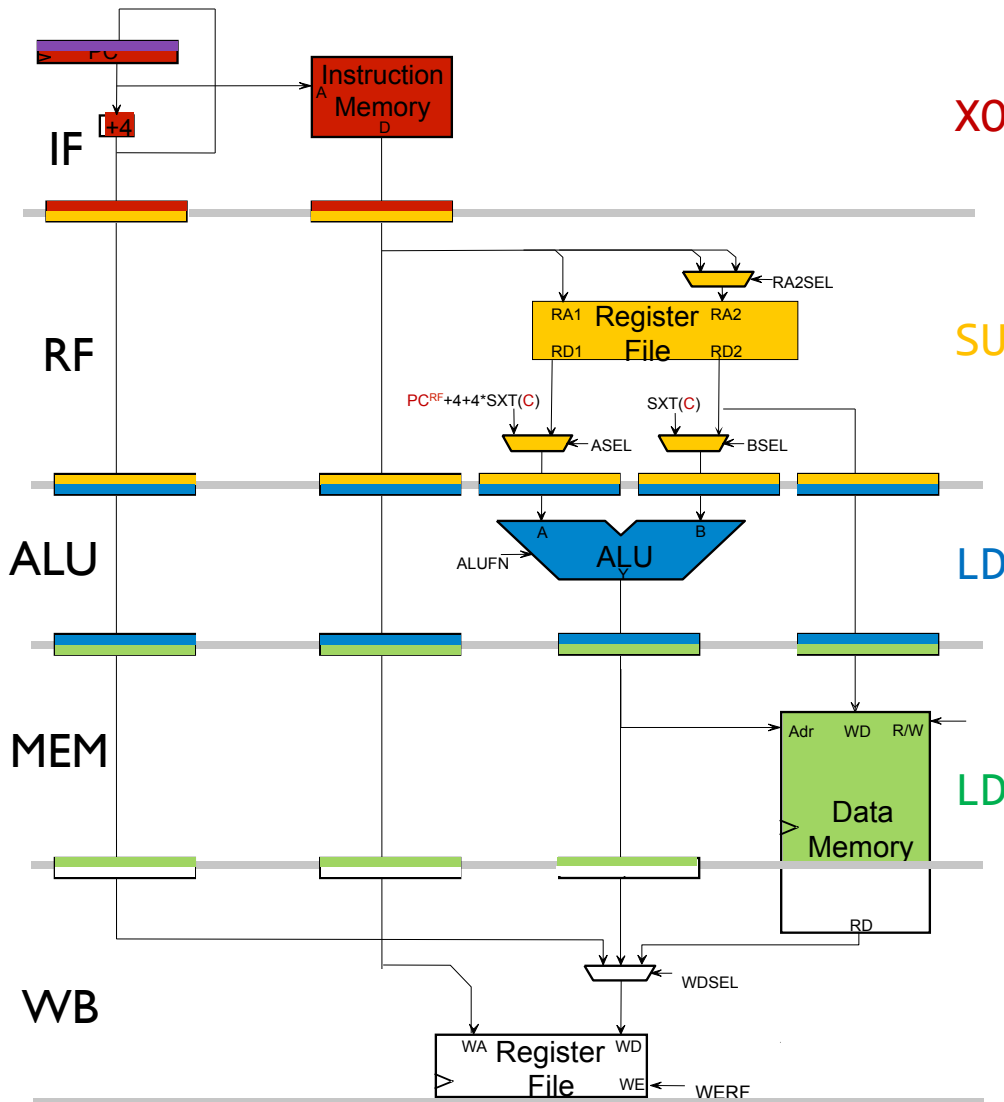 PC
Instruction
Memory
A
D
+4
IF
XO
RA2SEL
RA1
Register
File
RA2
RD1
RD2
RF
SU
PCᴿᶠ+4+4*SXT(C)
SXT(C)
ASEL
BSEL
A
B
ALU
Y
ALUFN
ALU
LD
Adr
WD
R/W
MEM
LD
Data
Memory
RD
WDSEL
WB
WA
Register
File
WD
WE
WERF